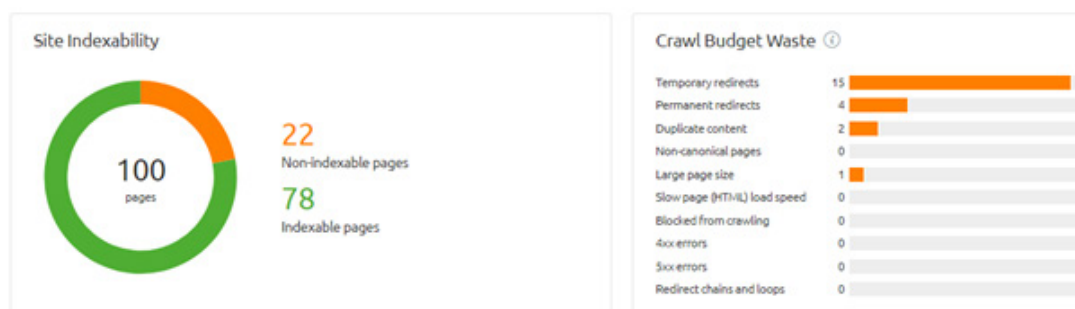 Site Indexability
100
pages
22
Non-indexable pages
78
Indexable pages
Crawl Budget Waste
Temporary redirects 15
Permanent redirects 4
Duplicate content 2
Non-canonical pages 0
Large page size 1
Slow page (HTML) load speed 0
Blocked from crawling 0
4xx errors 0
5xx errors 0
Redirect chains and loops 0